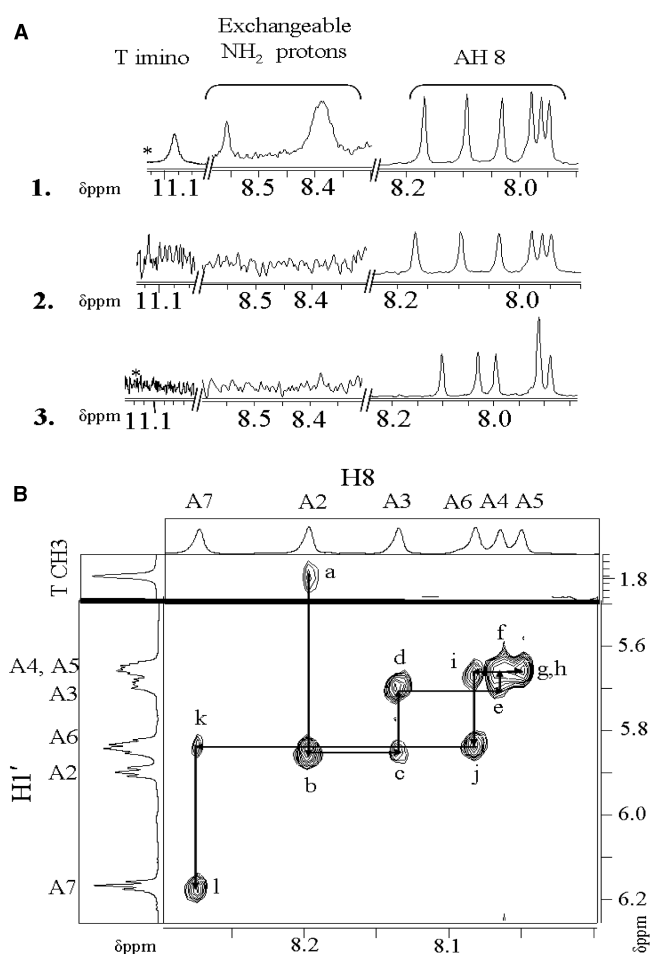 A
Exchangeable
T imino NH2 protons AH 8
*
1. δppm 11.1 8.5 8.4 8.2 8.0
2. δppm 11.1 8.5 8.4 8.2 8.0
*
3. δppm 11.1 8.5 8.4 8.2 8.0
B
H8
A7 A2 A3 A6 A4 A5
T CH3
a
1.8
f
5.6
A4, A5
d
i
g,h
A3
e
A6
k
5.8
A2
b
c
j
H1′
6.0
A7
l
6.2
δppm 8.2 8.1 δppm